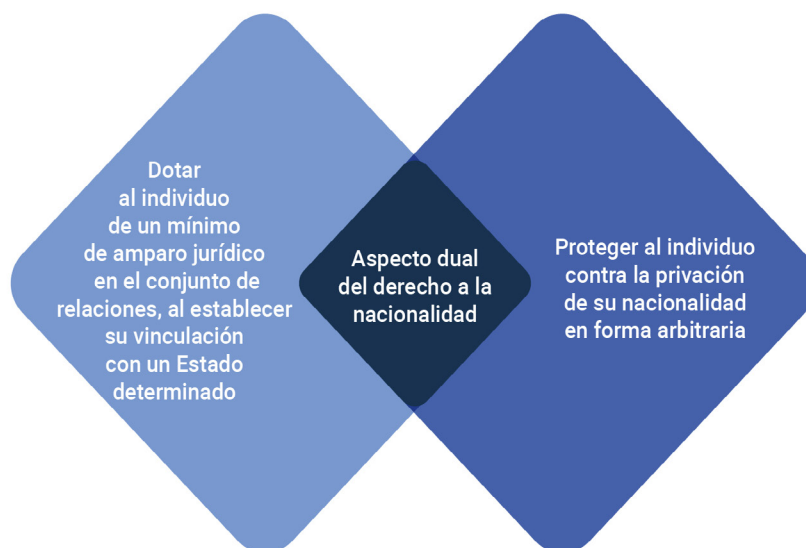 Dotar
al individuo
de un mínimo
de amparo jurídico
en el conjunto de
relaciones, al establecer
su vinculación
con un Estado
determinado
Aspecto dual
del derecho a la
nacionalidad
Proteger al individuo
contra la privación
de su nacionalidad
en forma arbitraria